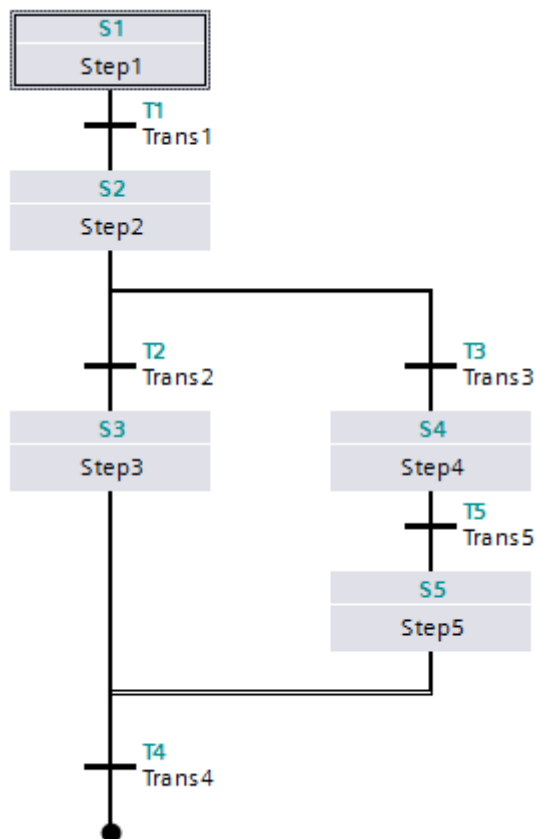 S1
Step1
T1
Trans1
S2
Step2
T2
Trans2
T3
Trans3
S3
Step3
S4
Step4
T5
Trans5
S5
Step5
T4
Trans4